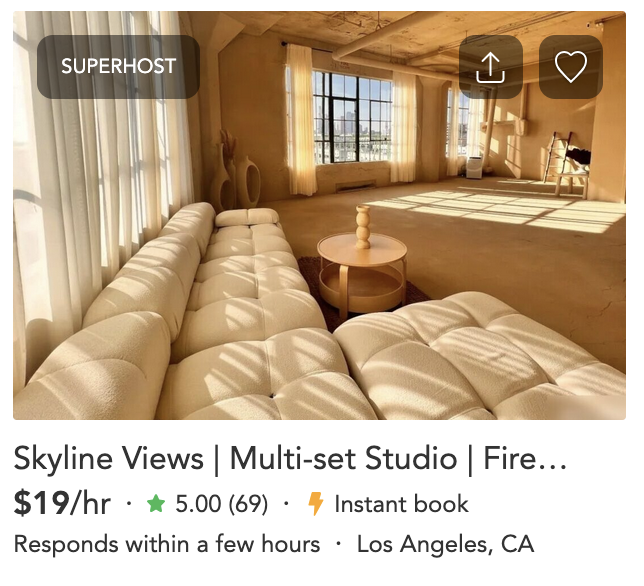 SUPERHOST
Skyline Views | Multi-set Studio | Fire...
$19/hr · 5.00 (69) · Instant book
Responds within a few hours · Los Angeles, CA